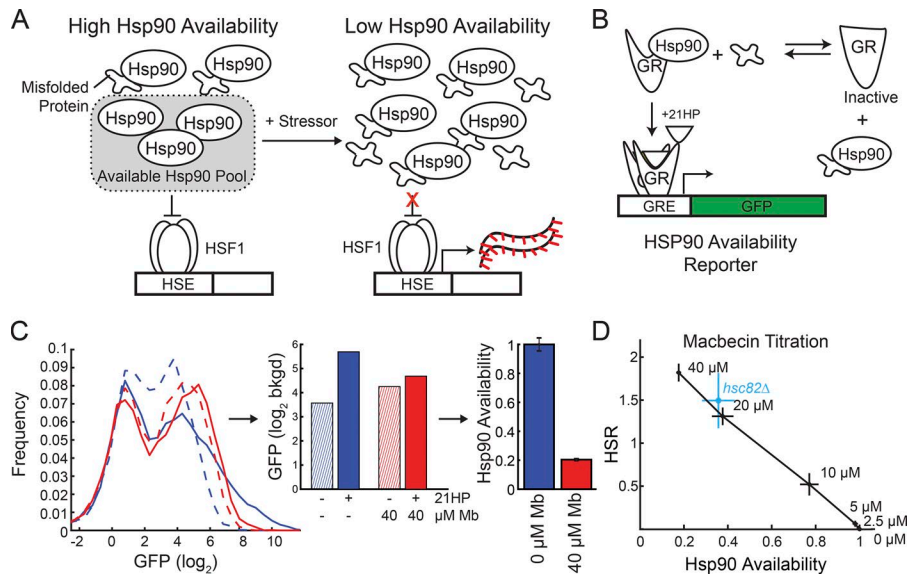 A
High Hsp90 Availability
Low Hsp90 Availability
Hsp90
Hsp90
Misfolded
Protein
Hsp90
Hsp90
Hsp90
Available Hsp90 Pool
+ Stressor
Hsp90
Hsp90
Hsp90
Hsp90
Hsp90
X
HSF1
HSE
HSF1
HSE
B
Hsp90
GR
+
GR
Inactive
+
Hsp90
+21HP
GR
GRE
GFP
HSP90 Availability
Reporter
C
Frequency
0.1
0.09
0.08
0.07
0.06
0.05
0.04
0.03
0.02
0.01
0
-2 0 2 4 6 8 10 12
GFP (log2)
GFP (log2 bkgd)
6
5
4
3
2
1
0
- + - + 21HP
- - 40 40 µM Mb
Hsp90 Availability
1
0.8
0.6
0.4
0.2
0
0 µM Mb
40 µM Mb
D
Macbecin Titration
HSR
2
1.5
1
0.5
40 µM
hsc82Δ
20 µM
10 µM
5 µM
2.5 µM
0 µM
0 0.2 0.4 0.6 0.8 1
Hsp90 Availability